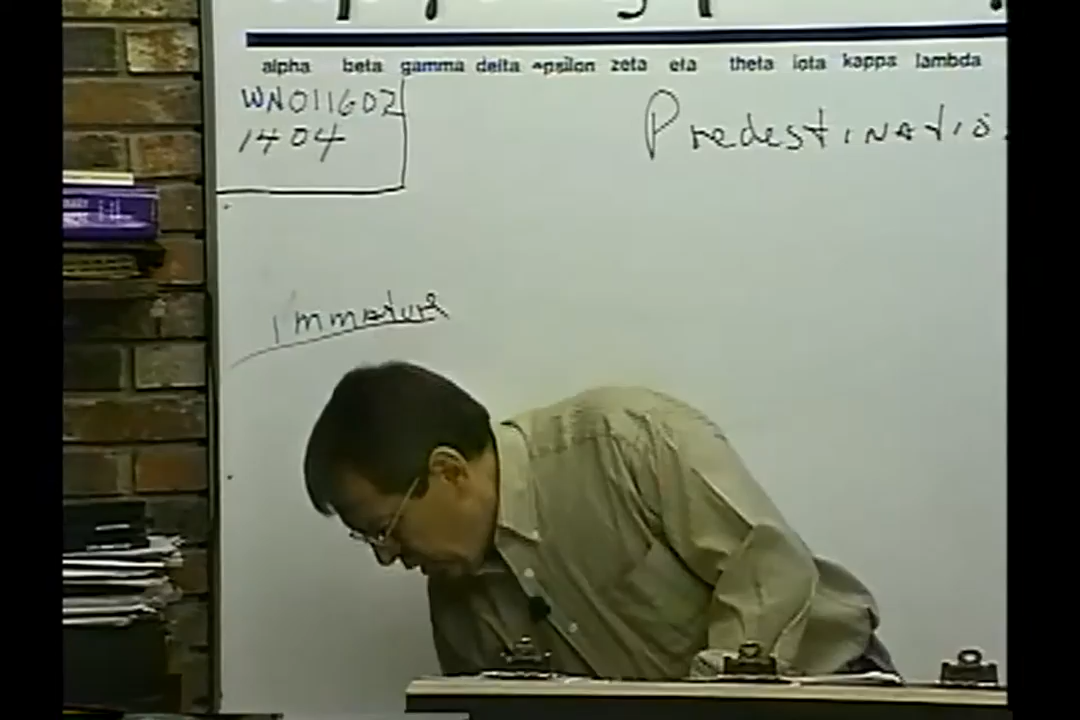 alpha beta gamma delta epsilon zeta eta theta iota kappa lambda
WN011602
1404
Predestinatio
Immature